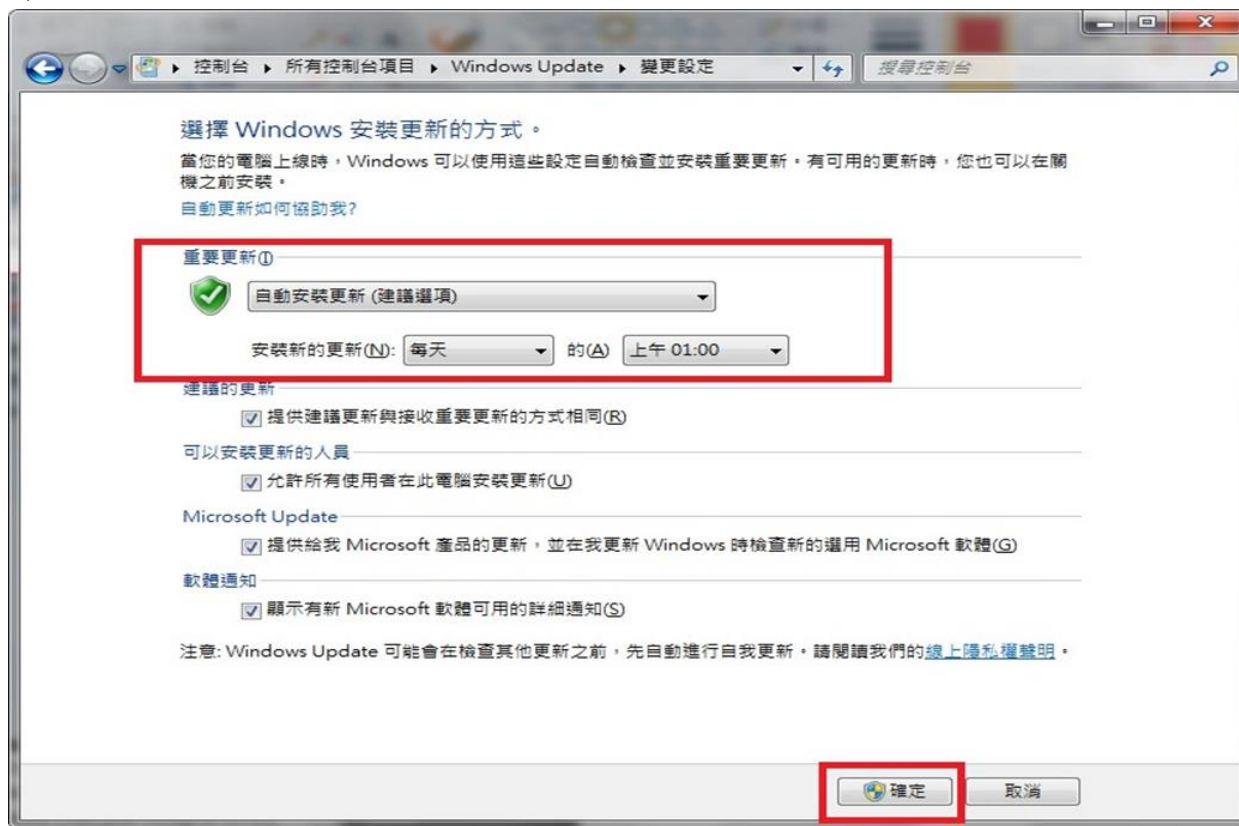 控制台 ▸ 所有控制台項目 ▸ Windows Update ▸ 變更設定
搜尋控制台
選擇 Windows 安裝更新的方式。
當您的電腦上線時，Windows 可以使用這些設定自動檢查並安裝重要更新。有可用的更新時，您也可以在關
機之前安裝。
自動更新如何協助我?
重要更新(I)
自動安裝更新 (建議選項)
安裝新的更新(N): 每天 的(A) 上午 01:00
建議的更新
提供建議更新與接收重要更新的方式相同(R)
可以安裝更新的人員
允許所有使用者在此電腦安裝更新(U)
Microsoft Update
提供給我 Microsoft 產品的更新，並在我更新 Windows 時檢查新的選用 Microsoft 軟體(G)
軟體通知
顯示有新 Microsoft 軟體可用的詳細通知(S)
注意: Windows Update 可能會在檢查其他更新之前，先自動進行自我更新。請閱讀我們的線上隱私權聲明。
確定 取消